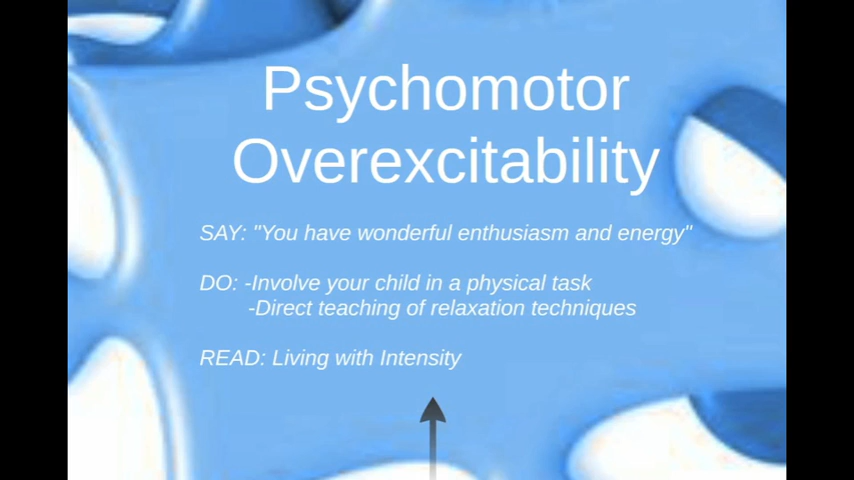 Psychomotor
Overexcitability
SAY: "You have wonderful enthusiasm and energy"
DO: -Involve your child in a physical task
-Direct teaching of relaxation techniques
READ: Living with Intensity